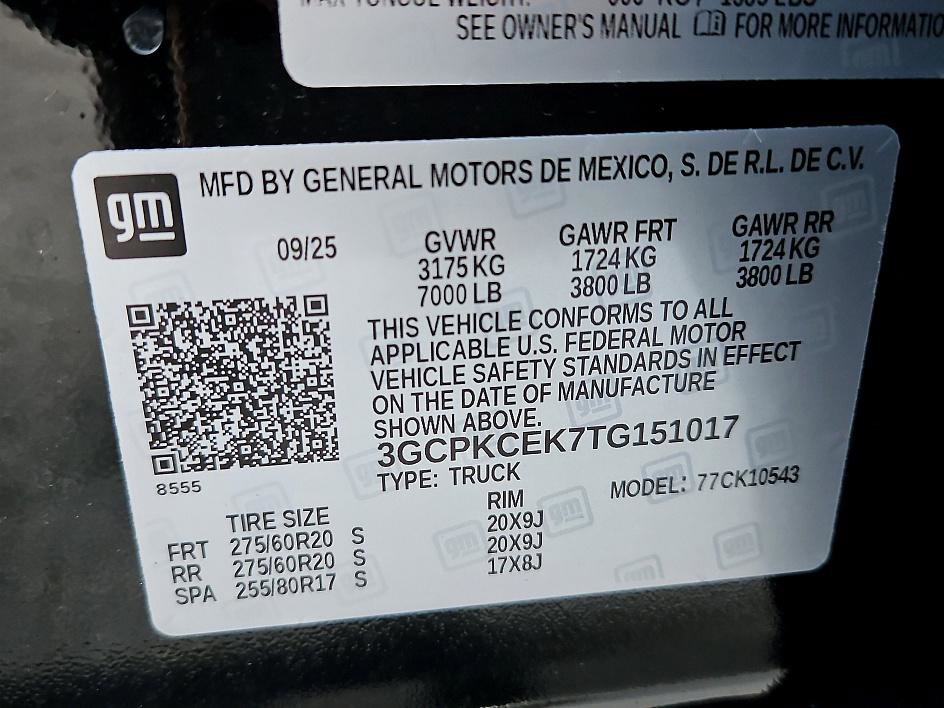 SEE OWNER'S MANUAL FOR MORE INFORMATIO
gm
MFD BY GENERAL MOTORS DE MEXICO, S. DE R.L. DE C.V.
09/25
GVWR GAWR FRT GAWR RR
3175 KG 1724 KG 1724 KG
7000 LB 3800 LB 3800 LB
THIS VEHICLE CONFORMS TO ALL
APPLICABLE U.S. FEDERAL MOTOR
VEHICLE SAFETY STANDARDS IN EFFECT
ON THE DATE OF MANUFACTURE
SHOWN ABOVE.
3GCPKCEK7TG151017
8555
TYPE: TRUCK MODEL: 77CK10543
TIRE SIZE RIM
FRT 275/60R20 S 20X9J
RR 275/60R20 S 20X9J
SPA 255/80R17 S 17X8J